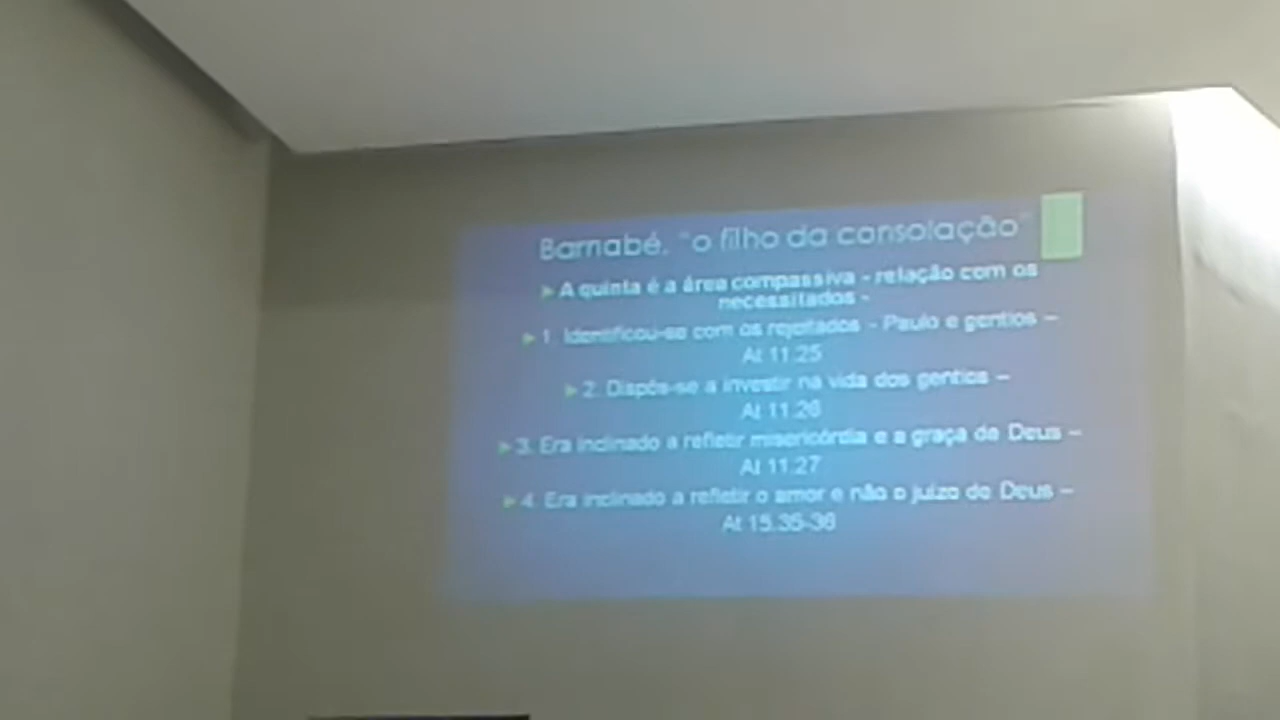 Barnabé, "o filho da consolação"
A quinta é a área compassiva - relação com os
necessitados -
1. Identificou-se com os rejeitados - Paulo e gentios –
At 11.25
2. Dispôs-se a investir na vida dos gentios –
At 11.26
3. Era inclinado a refletir misericórdia e a graça de Deus –
At 11.27
4. Era inclinado a refletir o amor e não o juízo de Deus –
At 15.35-36